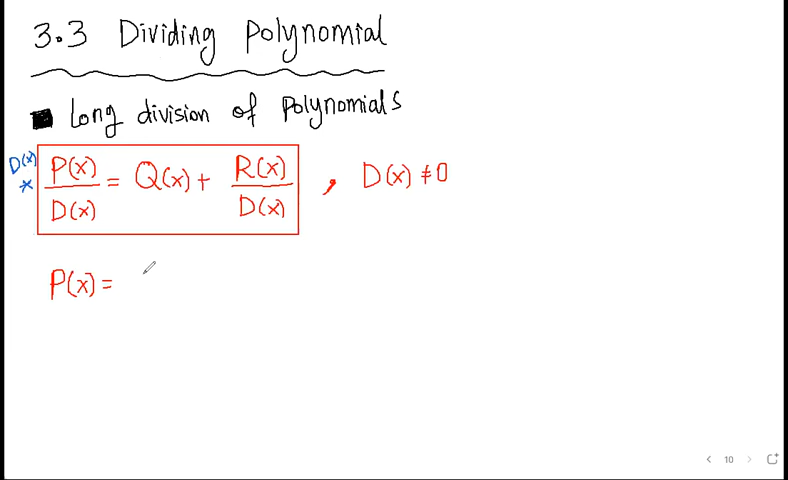 3.3 Dividing Polynomial
Long division of Polynomials
D(x) * P(x)/D(x) = Q(x) + R(x)/D(x) , D(x) ≠ 0
P(x) =
10